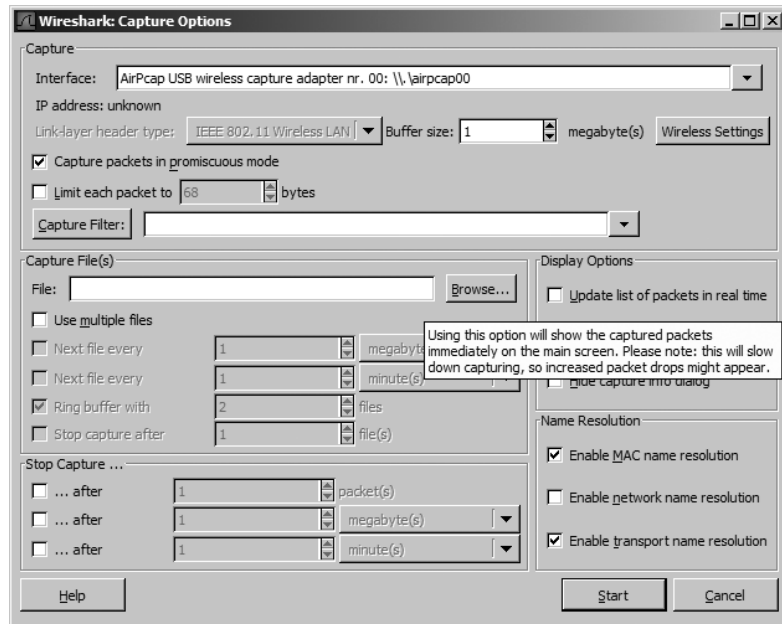 Wireshark: Capture Options
Capture
Interface: AirPcap USB wireless capture adapter nr. 00: \\.\airpcap00
IP address: unknown
Link-layer header type: IEEE 802.11 Wireless LAN Buffer size: 1 megabyte(s) Wireless Settings
Capture packets in promiscuous mode
Limit each packet to 68 bytes
Capture Filter:
Capture File(s)
File: Browse...
Use multiple files
Next file every 1 megabyte
Next file every 1 minute(s)
Ring buffer with 2 files
Stop capture after 1 file(s)
Display Options
Update list of packets in real time
Using this option will show the captured packets
immediately on the main screen. Please note: this will slow
down capturing, so increased packet drops might appear.
Hide capture info dialog
Name Resolution
Enable MAC name resolution
Enable network name resolution
Enable transport name resolution
Stop Capture ...
... after 1 packet(s)
... after 1 megabyte(s)
... after 1 minute(s)
Help Start Cancel